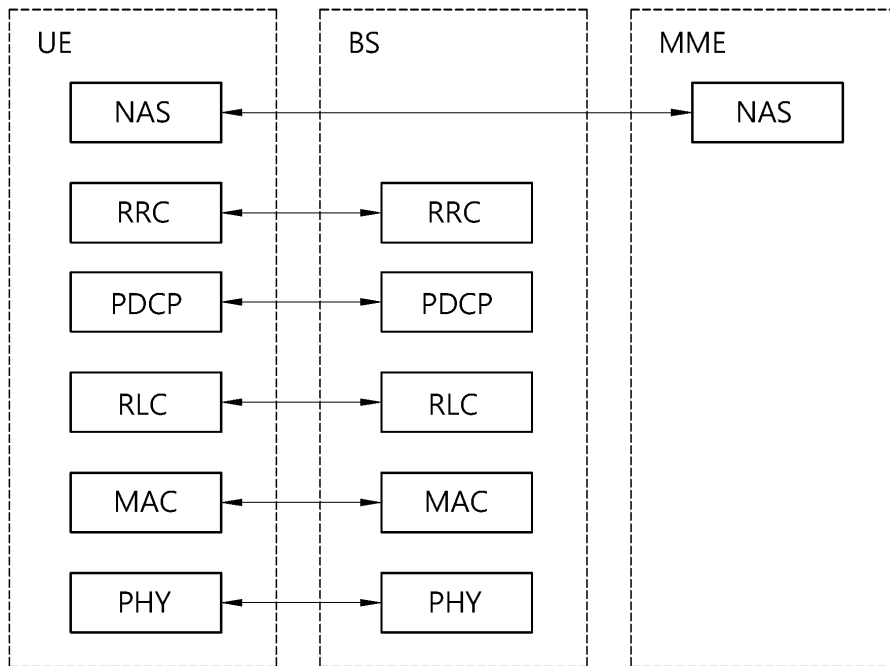 UE BS MME
NAS NAS
RRC RRC
PDCP PDCP
RLC RLC
MAC MAC
PHY PHY